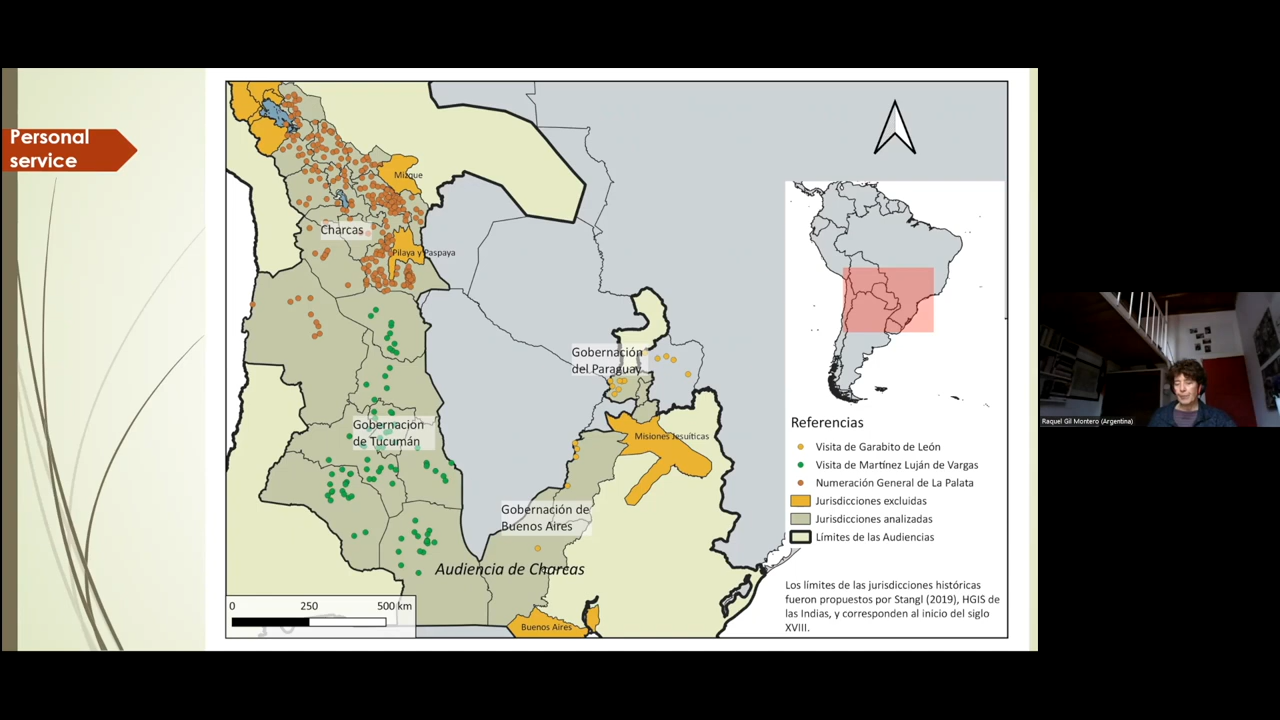 Personal
service
Mizque
Charcas
Pilaya y Paspaya
Gobernación
del Paraguay
Gobernación
de Tucumán
Misiones Jesuíticas
Gobernación de
Buenos Aires
Audiencia de Charcas
0 250 500 km
Buenos Aires
Referencias
Visita de Garabito de León
Visita de Martínez Luján de Vargas
Numeración General de La Palata
Jurisdicciones excluidas
Jurisdicciones analizadas
Límites de las Audiencias
Los límites de las jurisdicciones históricas
fueron propuestos por Stangl (2019), HGIS de
las Indias, y corresponden al inicio del siglo
XVIII.
Raquel Gil Montero (Argentina)